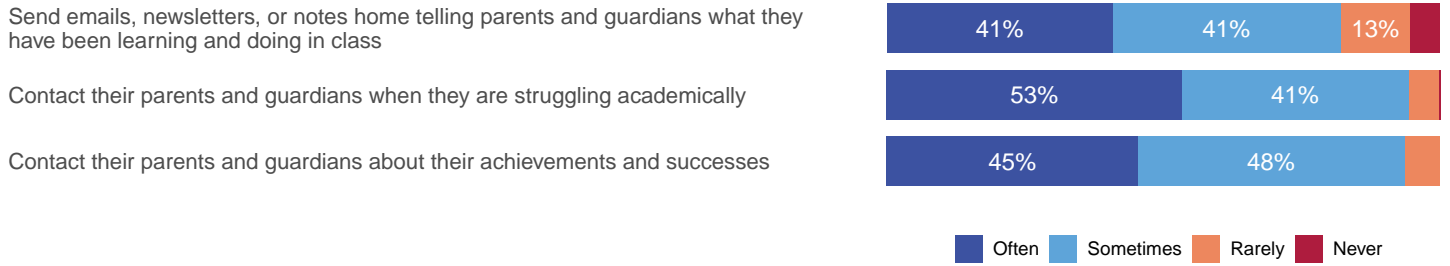 Send emails, newsletters, or notes home telling parents and guardians what they
have been learning and doing in class
41% 41% 13%
Contact their parents and guardians when they are struggling academically
53% 41%
Contact their parents and guardians about their achievements and successes
45% 48%
Often Sometimes Rarely Never